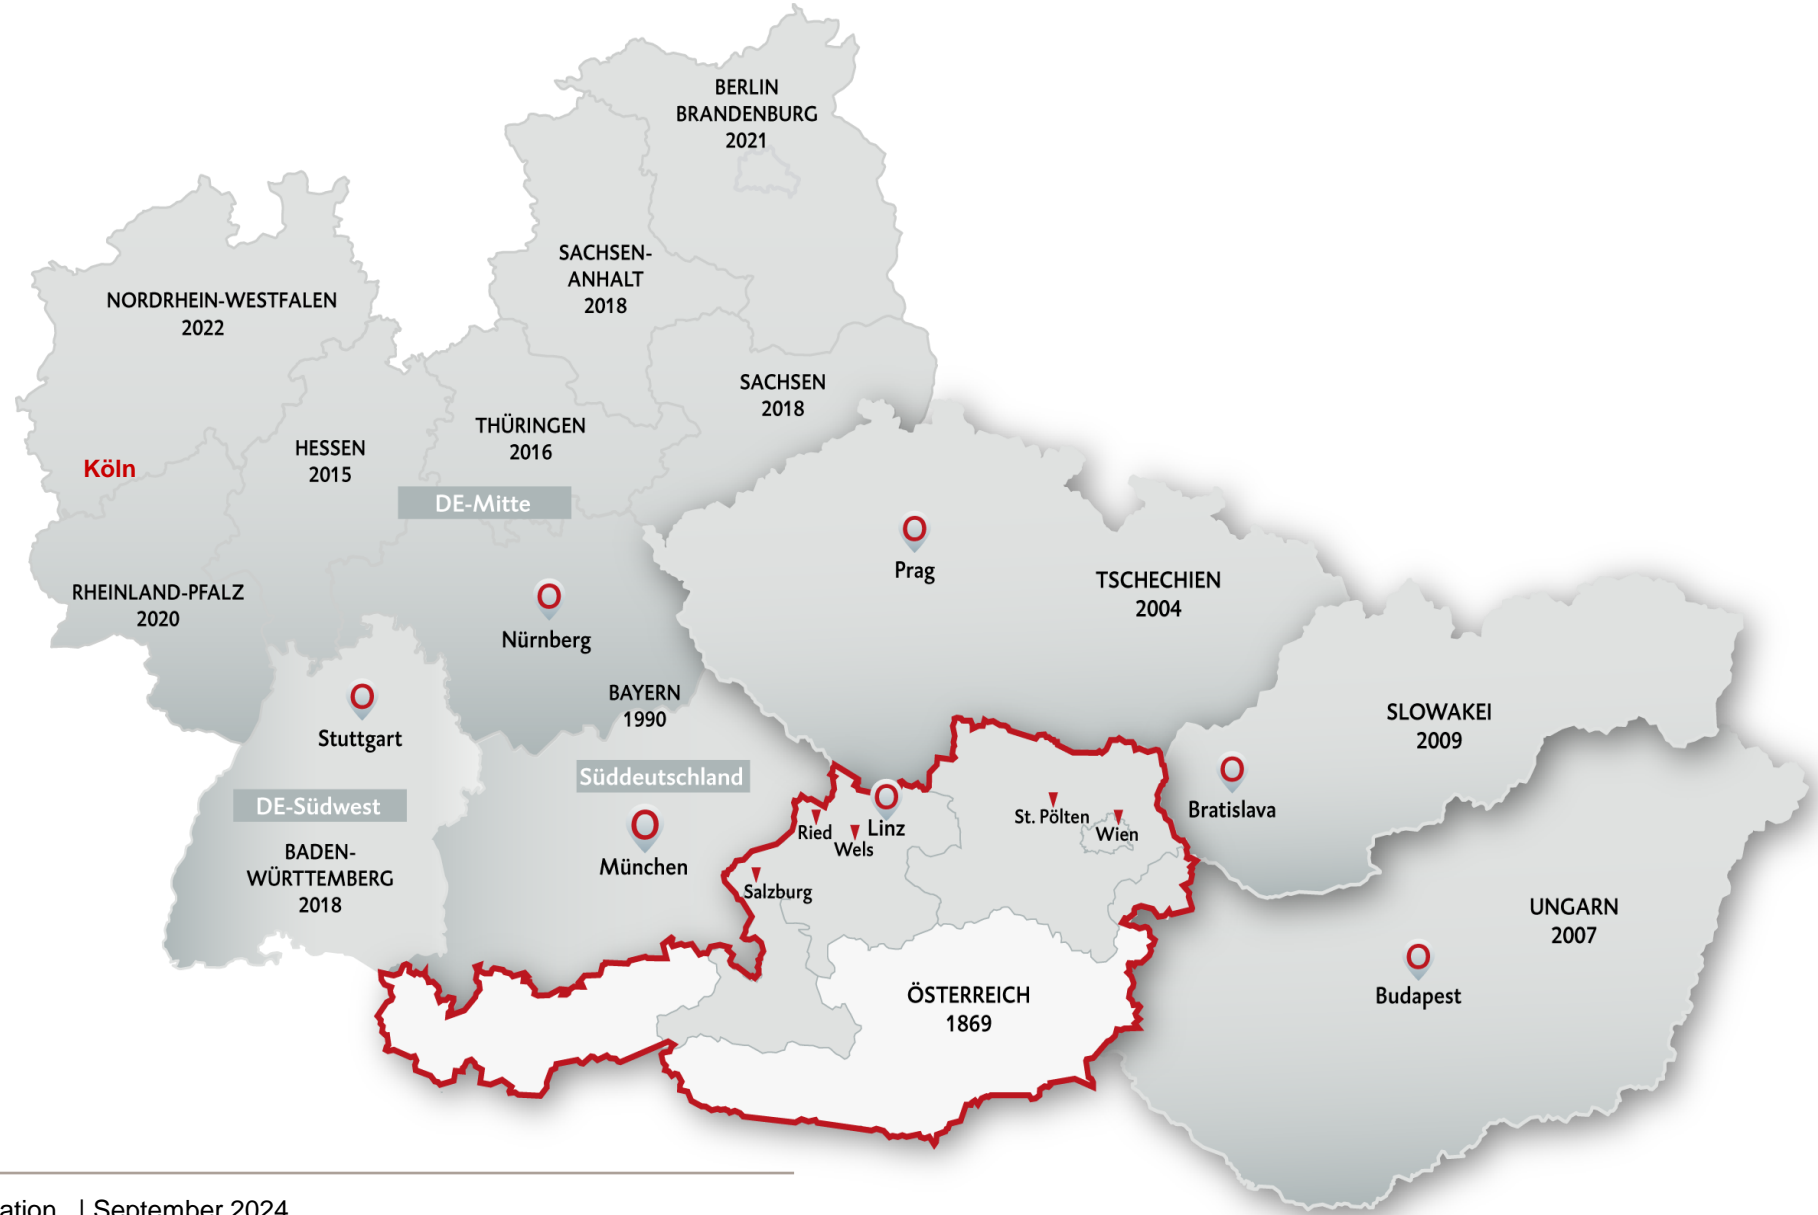 BERLIN
BRANDENBURG
2021
SACHSEN-
ANHALT
2018
NORDRHEIN-WESTFALEN
2022
SACHSEN
2018
THÜRINGEN
2016
HESSEN
2015
Köln
DE-Mitte
RHEINLAND-PFALZ
2020
Nürnberg
Prag
TSCHECHIEN
2004
BAYERN
1990
Stuttgart
SLOWAKEI
2009
Süddeutschland
DE-Südwest
München
BADEN-
WÜRTTEMBERG
2018
Ried
Wels
Linz
Salzburg
St. Pölten
Wien
Bratislava
UNGARN
2007
Budapest
ÖSTERREICH
1869
ation | September 2024